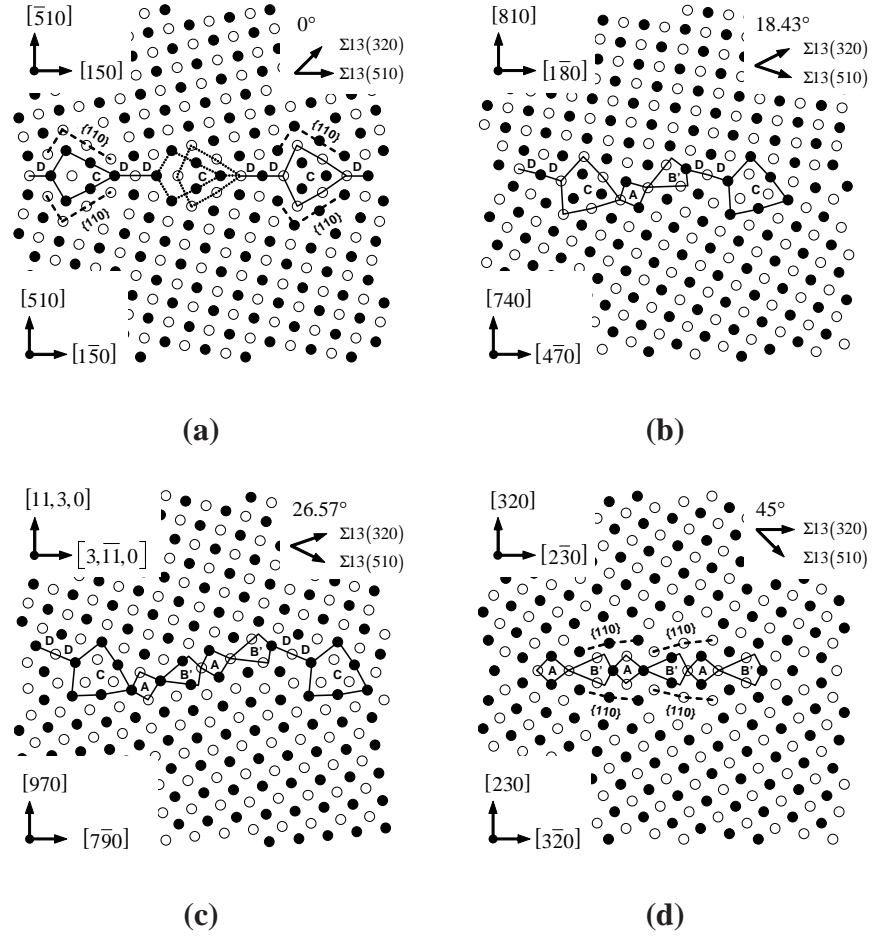 [5̅10]
0°
Σ13(320)
Σ13(510)
[150]
{110}
{110}
D C D D C D C D
{110}
{110}
[510]
[15̅0]
(a)
[810]
18.43°
Σ13(320)
Σ13(510)
[18̅0]
D D
D C A B' D D C
[740]
[47̅0]
(b)
[11,3,0]
26.57°
Σ13(320)
Σ13(510)
[3,1̅1̅,0]
D D C A B' A B' D D C
[970]
[79̅0]
(c)
[320]
45°
Σ13(320)
Σ13(510)
[23̅0]
{110} {110}
A B' A B' A B'
{110} {110}
[230]
[32̅0]
(d)